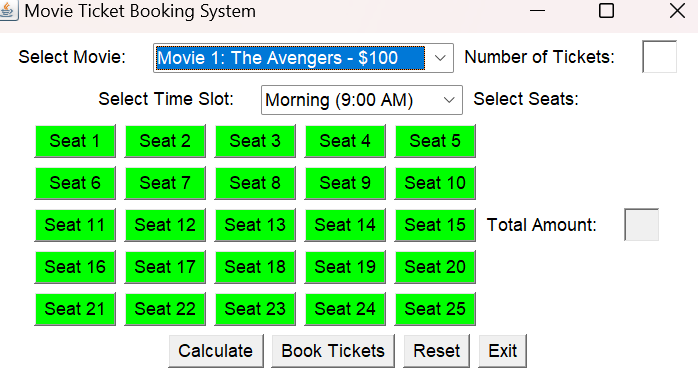 Movie Ticket Booking System
Select Movie: Movie 1: The Avengers - $100 Number of Tickets:
Select Time Slot: Morning (9:00 AM) Select Seats:
Seat 1 Seat 2 Seat 3 Seat 4 Seat 5
Seat 6 Seat 7 Seat 8 Seat 9 Seat 10
Seat 11 Seat 12 Seat 13 Seat 14 Seat 15 Total Amount:
Seat 16 Seat 17 Seat 18 Seat 19 Seat 20
Seat 21 Seat 22 Seat 23 Seat 24 Seat 25
Calculate Book Tickets Reset Exit